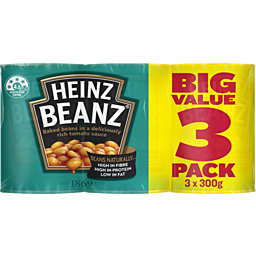 HEINZ
BEANZ
Baked beans in a deliciously
rich tomato sauce
BEANS NATURALLY:
HIGH IN FIBRE
HIGH IN PROTEIN
LOW IN FAT
1869
BIG
VALUE
3
PACK
3 x 300g